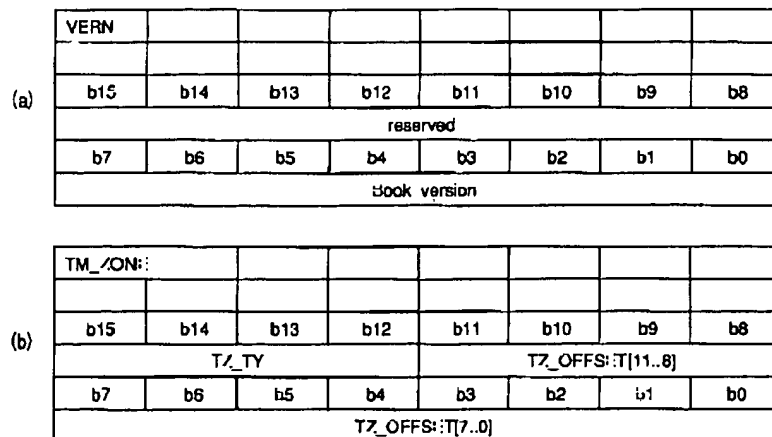 (a)
VERN
b15 b14 b13 b12 b11 b10 b9 b8
reserved
b7 b6 b5 b4 b3 b2 b1 b0
Book version
(b)
TM_ZONE
b15 b14 b13 b12 b11 b10 b9 b8
TZ_TY TZ_OFFSET[11..8]
b7 b6 b5 b4 b3 b2 b1 b0
TZ_OFFSET[7..0]